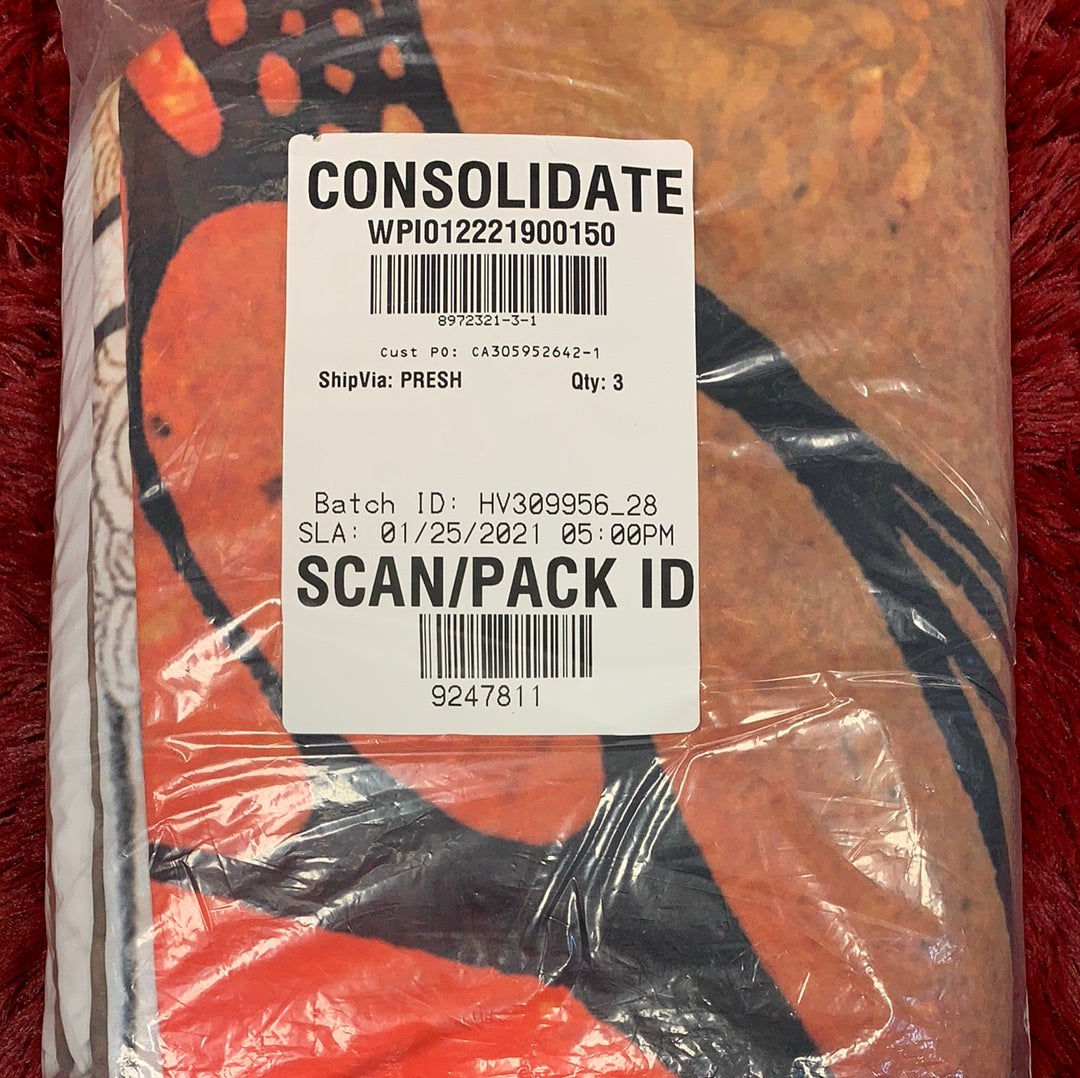 CONSOLIDATE
WPI012221900150
8972321-3-1
Cust PO: CA305952642-1
ShipVia: PRESH Qty: 3
Batch ID: HV309956_28
SLA: 01/25/2021 05:00PM
SCAN/PACK ID
9247811